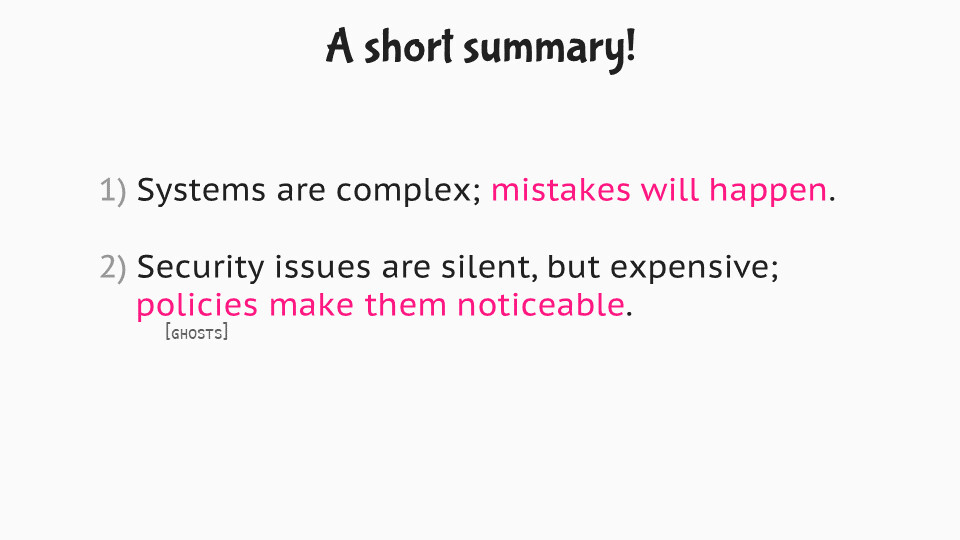 A short summary!
1) Systems are complex; mistakes will happen.
2) Security issues are silent, but expensive;
policies make them noticeable.
[GHOSTS]